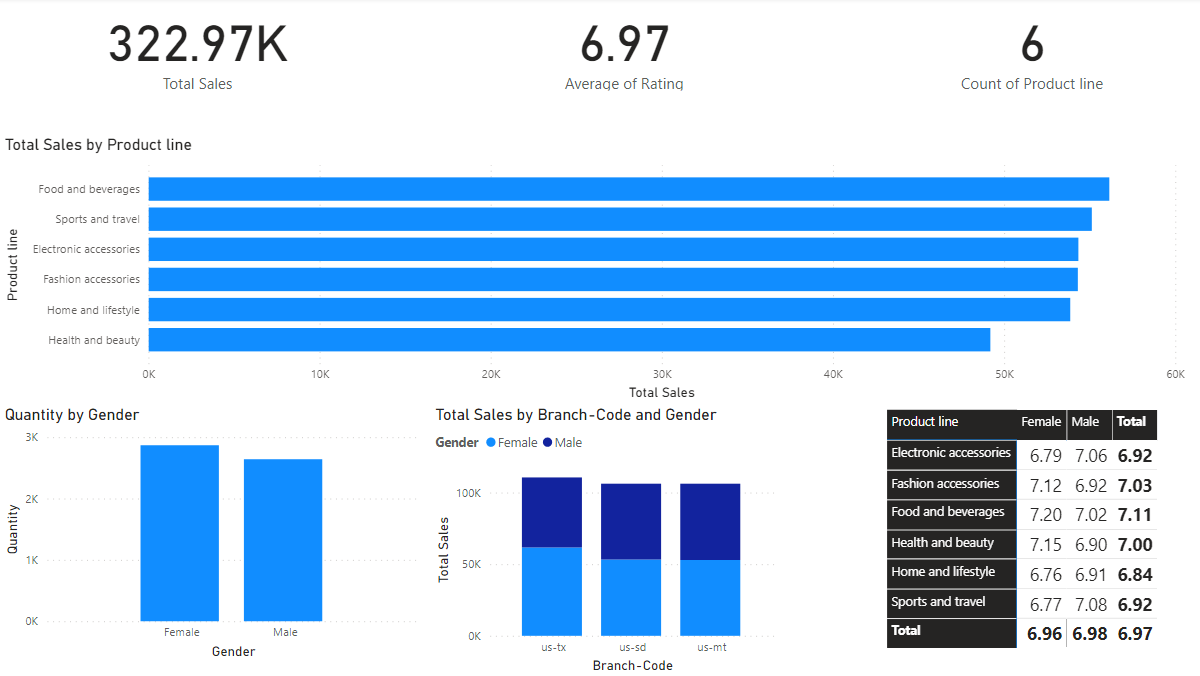 322.97K
Total Sales
6.97
Average of Rating
6
Count of Product line
Total Sales by Product line
Product line
Food and beverages
Sports and travel
Electronic accessories
Fashion accessories
Home and lifestyle
Health and beauty
0K 10K 20K 30K 40K 50K 60K
Total Sales
Quantity by Gender
Quantity
3K
2K
1K
0K
Female Male
Gender
Total Sales by Branch-Code and Gender
Gender Female Male
Total Sales
100K
50K
0K
us-tx us-sd us-mt
Branch-Code
Product line Female Male Total
Electronic accessories 6.79 7.06 6.92
Fashion accessories 7.12 6.92 7.03
Food and beverages 7.20 7.02 7.11
Health and beauty 7.15 6.90 7.00
Home and lifestyle 6.76 6.91 6.84
Sports and travel 6.77 7.08 6.92
Total 6.96 6.98 6.97